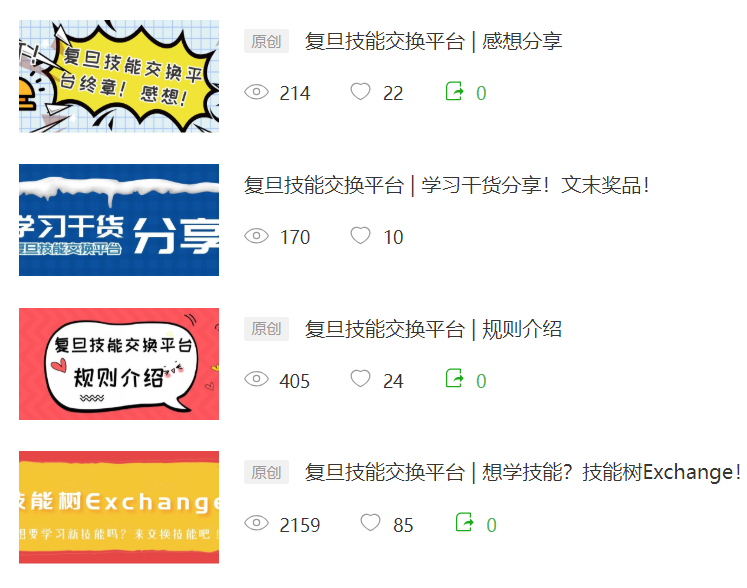 复旦技能交换平
台终章！感想！
原创 复旦技能交换平台 | 感想分享
214 22 0
学习干货
复旦技能交换平台
分享
复旦技能交换平台 | 学习干货分享！文末奖品！
170 10
复旦技能交换平台
规则介绍
原创 复旦技能交换平台 | 规则介绍
405 24 0
技能树Exchange
想要学习新技能吗？来交换技能吧！
原创 复旦技能交换平台 | 想学技能？技能树Exchange！
2159 85 0